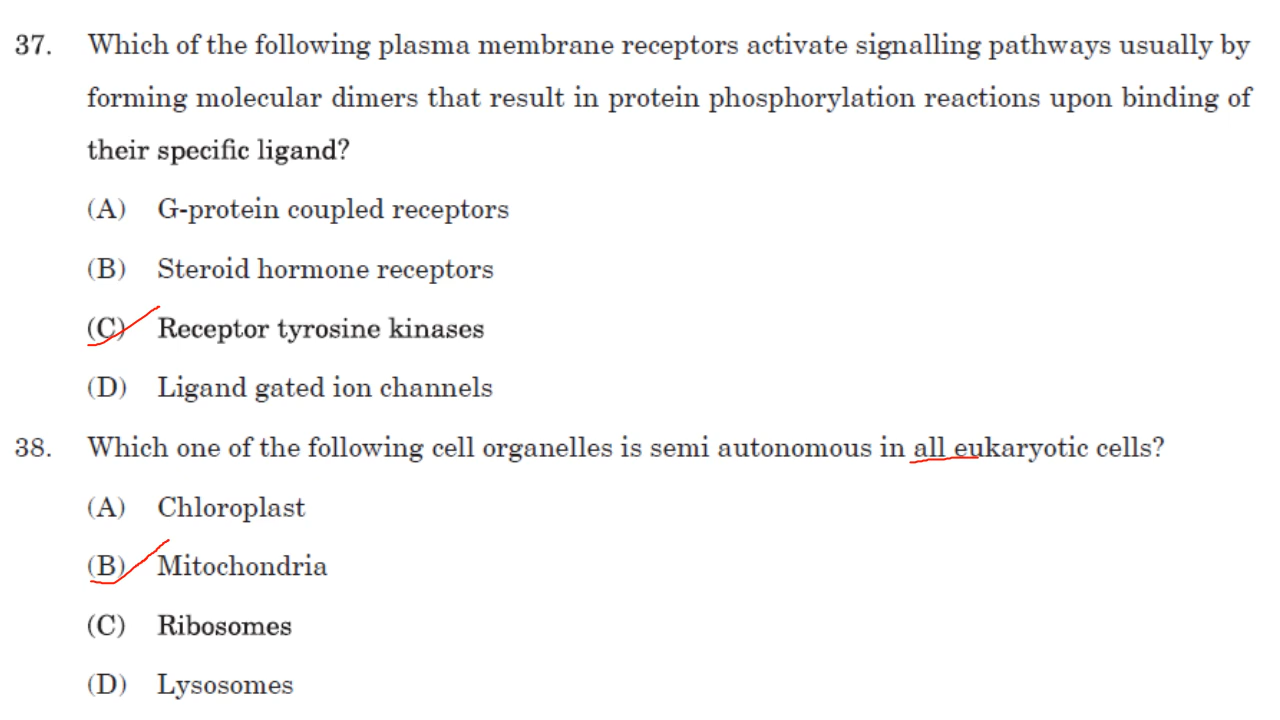 37. Which of the following plasma membrane receptors activate signalling pathways usually by
forming molecular dimers that result in protein phosphorylation reactions upon binding of
their specific ligand?
(A) G-protein coupled receptors
(B) Steroid hormone receptors
(C) Receptor tyrosine kinases
(D) Ligand gated ion channels
38. Which one of the following cell organelles is semi autonomous in all eukaryotic cells?
(A) Chloroplast
(B) Mitochondria
(C) Ribosomes
(D) Lysosomes